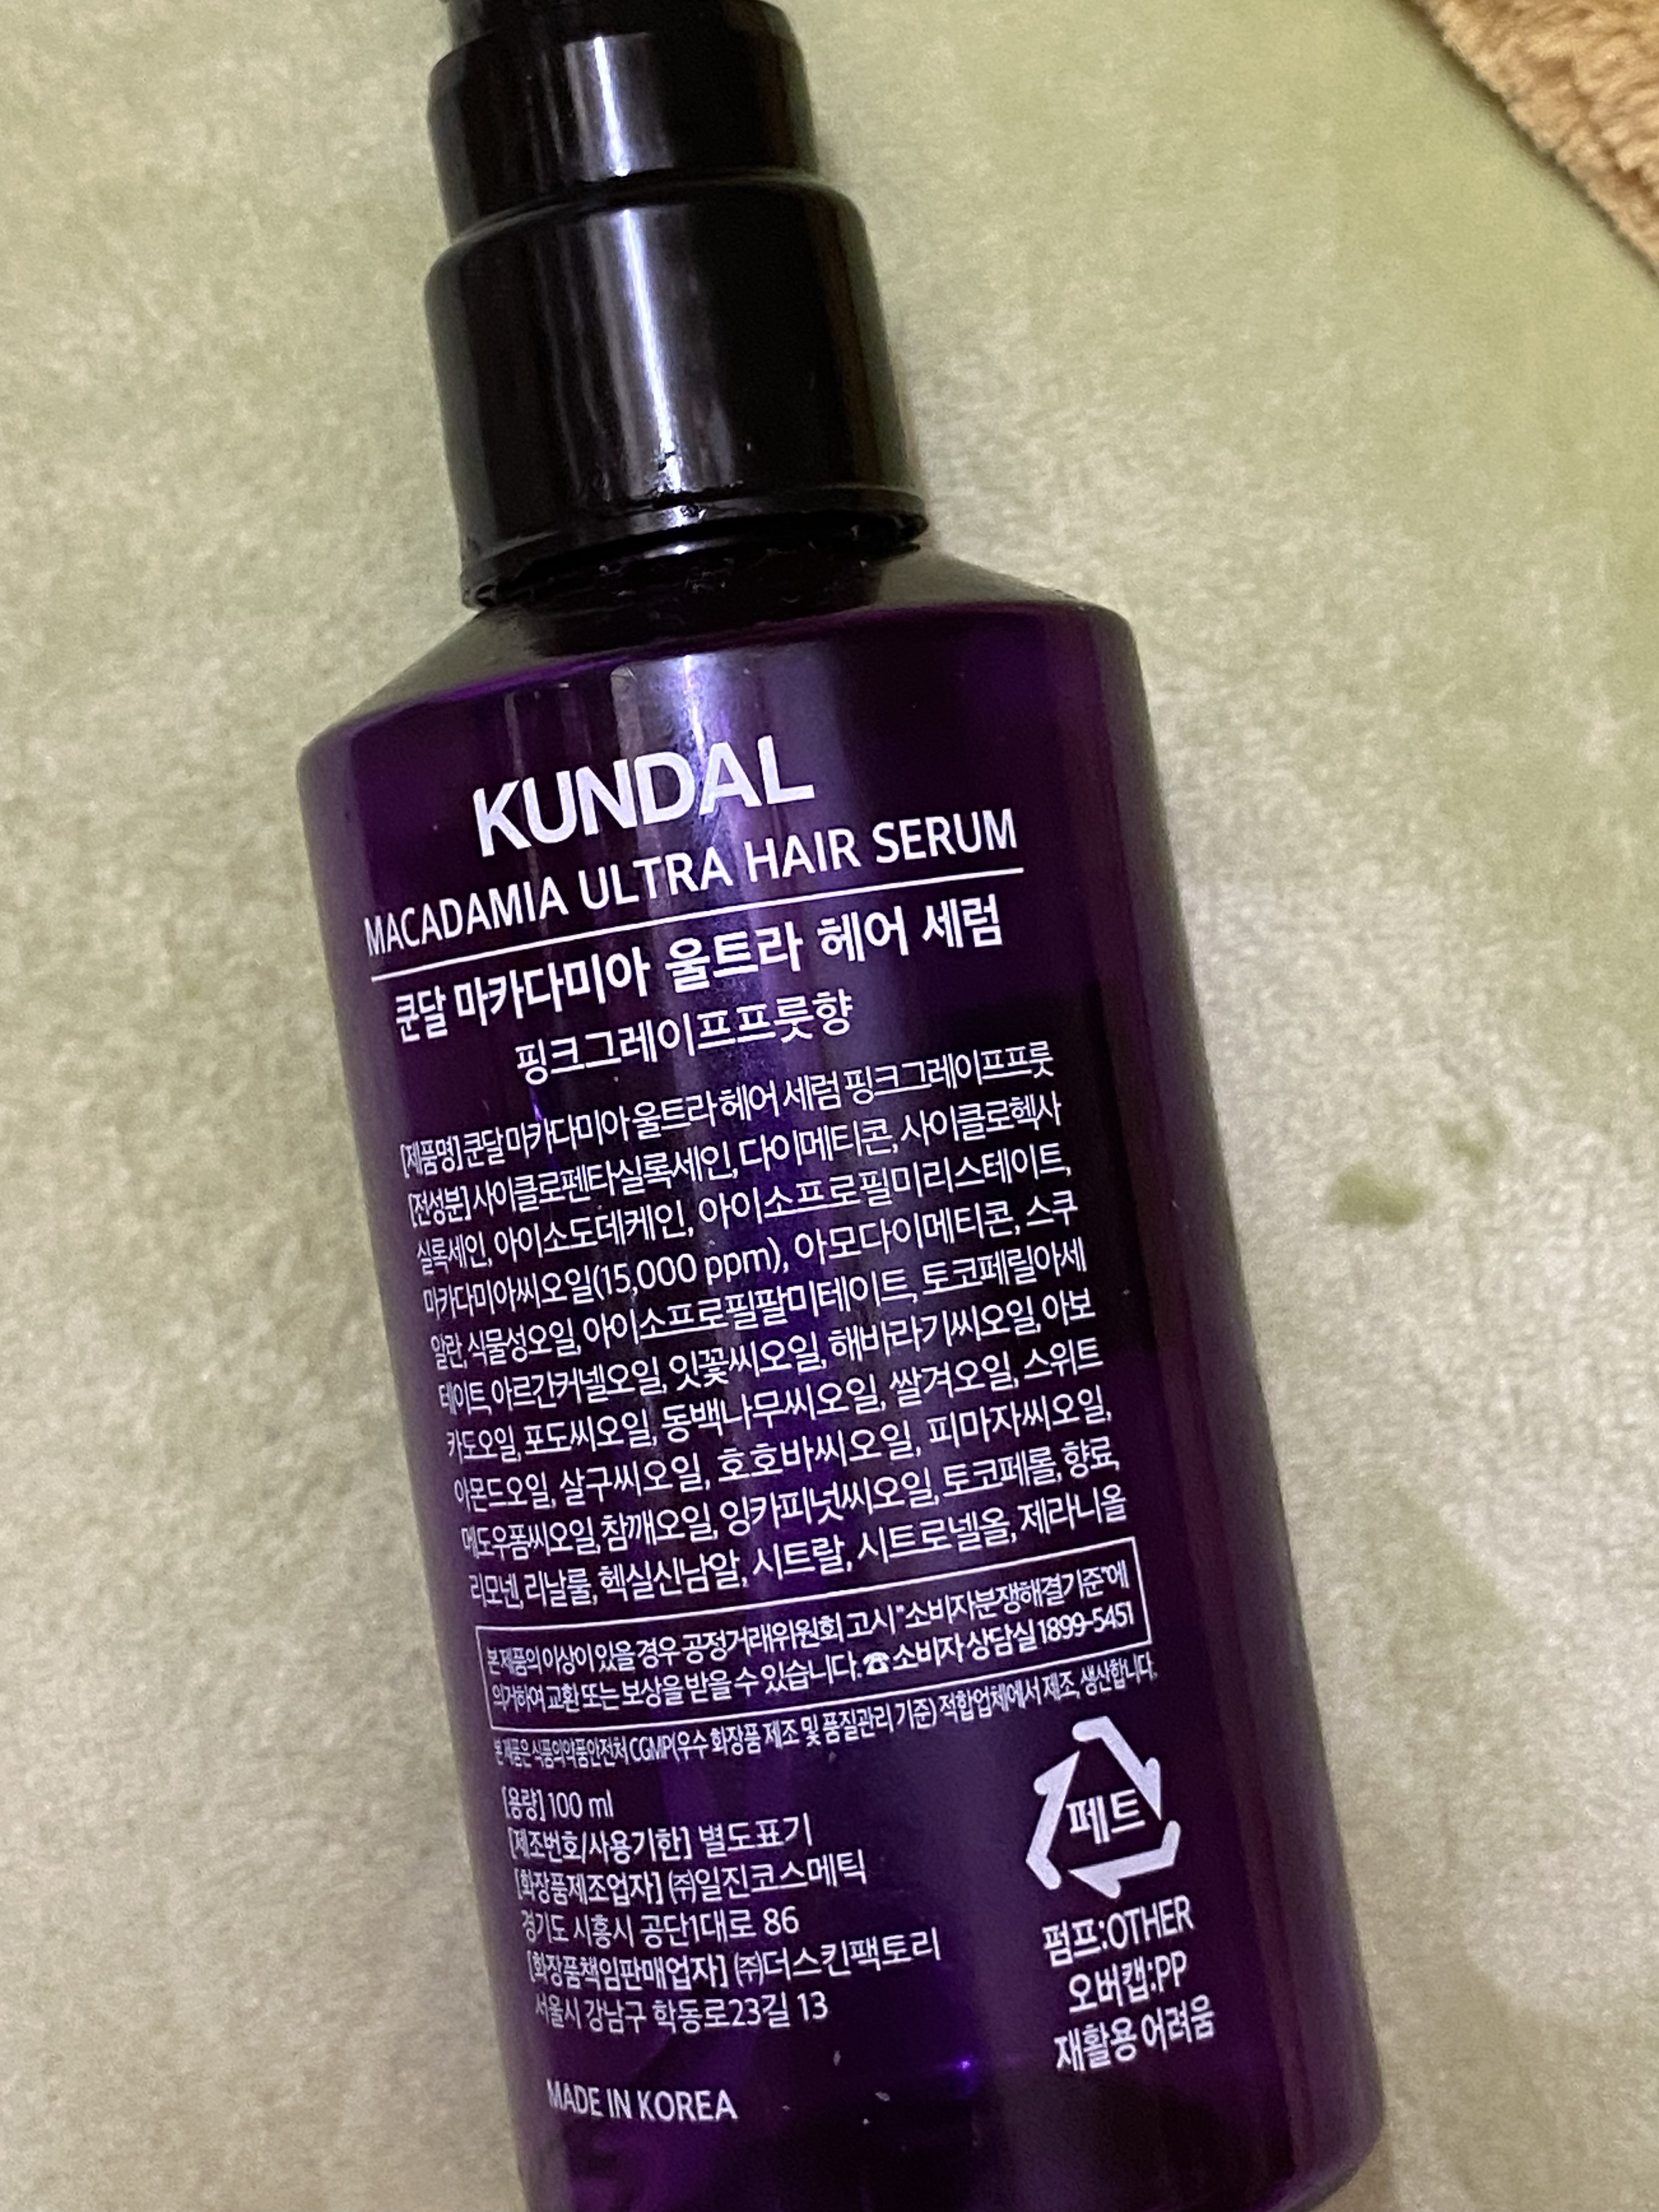 KUNDAL
MACADAMIA ULTRA HAIR SERUM
쿤달 마카다미아 울트라 헤어 세럼
핑크그레이프프룻향
[제품명] 쿤달 마카다미아 울트라 헤어 세럼 핑크그레이프프룻
[전성분] 사이클로펜타실록세인, 다이메티콘, 사이클로헥사
실록세인, 아이소도데케인, 아이소프로필미리스테이트,
마카다미아씨오일(15,000 ppm), 아모다이메티콘, 스쿠
알란, 식물성오일, 아이소프로필팔미테이트, 토코페릴아세
테이트, 아르간커넬오일, 잇꽃씨오일, 해바라기씨오일, 아보
카도오일, 포도씨오일, 동백나무씨오일, 쌀겨오일, 스위트
아몬드오일, 살구씨오일, 호호바씨오일, 피마자씨오일,
메도우폼씨오일, 참깨오일, 잉카피넛씨오일, 토코페롤, 향료,
리모넨, 리날룰, 헥실신남알, 시트랄, 시트로넬올, 제라니올
본 제품의 이상이 있을 경우 공정거래위원회 고시 "소비자분쟁해결기준"에
의거하여 교환 또는 보상을 받을 수 있습니다. ☎소비자 상담실 1899-5451
본 제품은 식품의약품안전처 CGMP(우수 화장품 제조 및 품질관리 기준) 적합업체에서 제조, 생산합니다.
[용량] 100 ml
[제조번호/사용기한] 별도표기
[화장품제조업자] ㈜일진코스메틱
경기도 시흥시 공단1대로 86
[화장품책임판매업자] ㈜더스킨팩토리
서울시 강남구 학동로23길 13
MADE IN KOREA
페트
펌프:OTHER
오버캡:PP
재활용 어려움